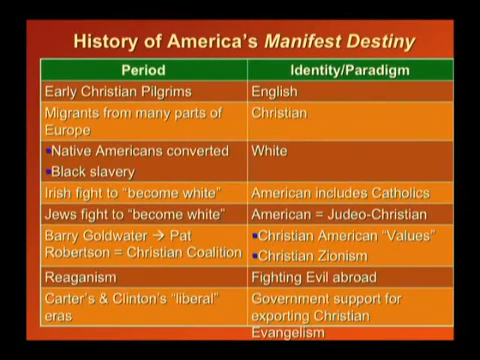 History of America's Manifest Destiny
Period
Identity/Paradigm
Early Christian Pilgrims
English
Migrants from many parts of
Europe
Christian
▪Native Americans converted
▪Black slavery
White
Irish fight to "become white"
American includes Catholics
Jews fight to "become white"
American = Judeo-Christian
Barry Goldwater → Pat
Robertson = Christian Coalition
▪Christian American "Values"
▪Christian Zionism
Reaganism
Fighting Evil abroad
Carter's & Clinton's "liberal"
eras
Government support for
exporting Christian
Evangelism